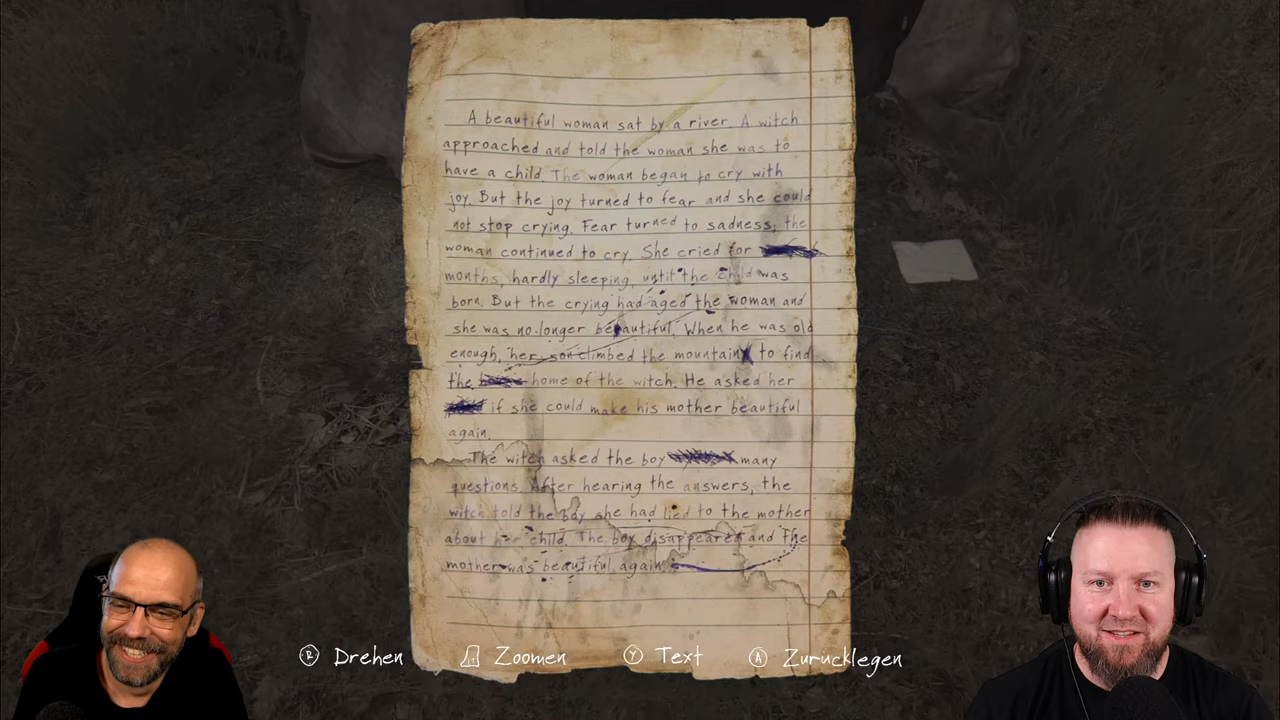 A beautiful woman sat by a river. A witch
approached and told the woman she was to
have a child. The woman began to cry with
joy. But the joy turned to fear and she could
not stop crying. Fear turned to sadness; the
woman continued to cry. She cried for
months, hardly sleeping, until the child was
born. But the crying had aged the woman and
she was no-longer beautiful. When he was old
enough, her son climbed the mountain to find
the home of the witch. He asked her
if she could make his mother beautiful
again.
The witch asked the boy many
questions. After hearing the answers, the
witch told the boy she had lied to the mother
about her child. The boy disappeared and the
mother was beautiful again.
R Drehen Zoomen Y Text A Zurücklegen